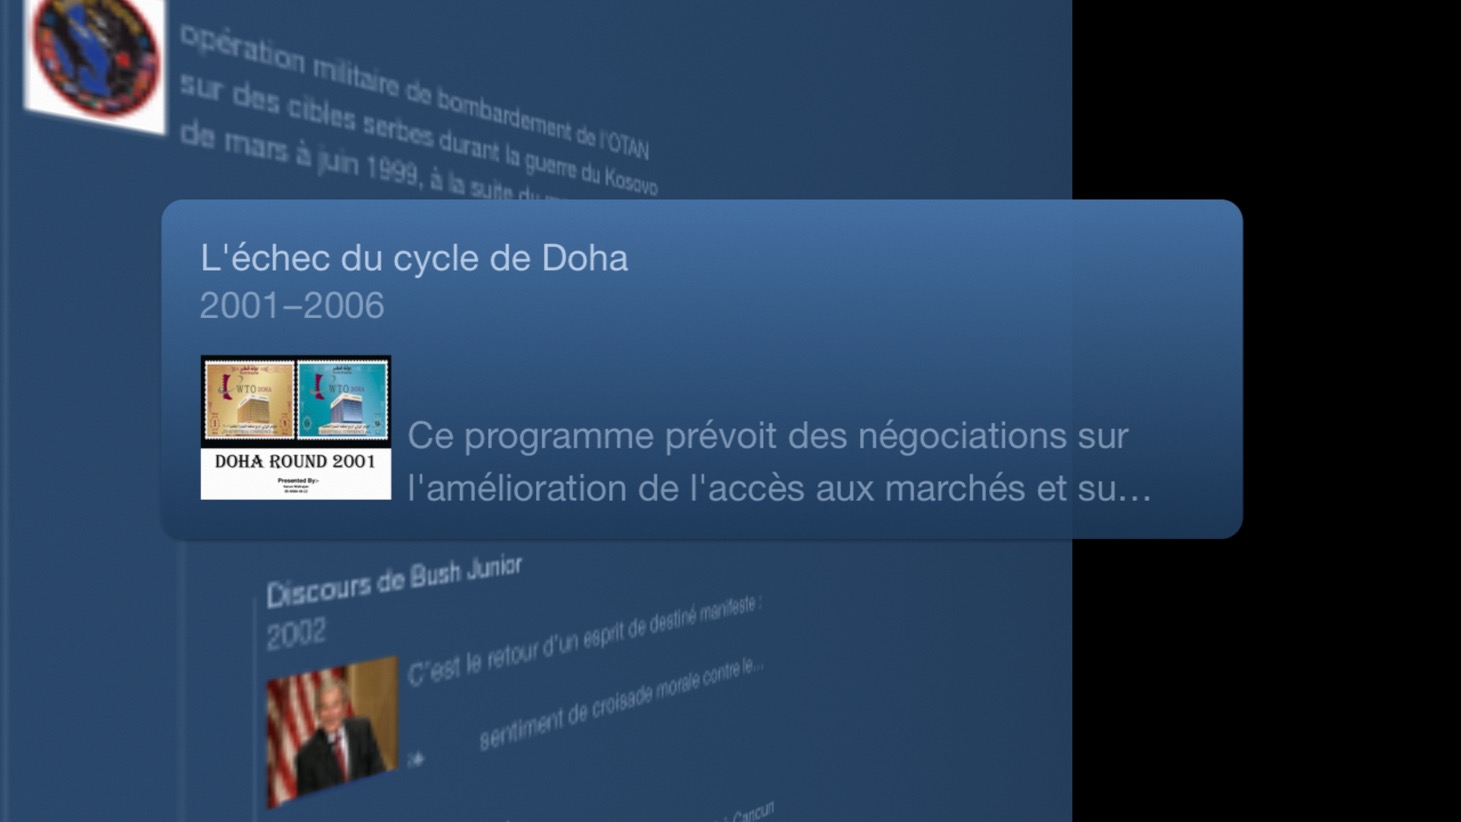 opération militaire de bombardement de l'OTAN
sur des cibles serbes durant la guerre du Kosovo
de mars à juin 1999, à la suite du
L'échec du cycle de Doha
2001–2006
WTO DOHA
WTO DOHA
DOHA ROUND 2001
Presented By:-
Ce programme prévoit des négociations sur
l'amélioration de l'accès aux marchés et su...
Discours de Bush Junior
2002
C'est le retour d'un esprit de destiné manifeste :
sentiment de croisade morale contre le...
Cancun